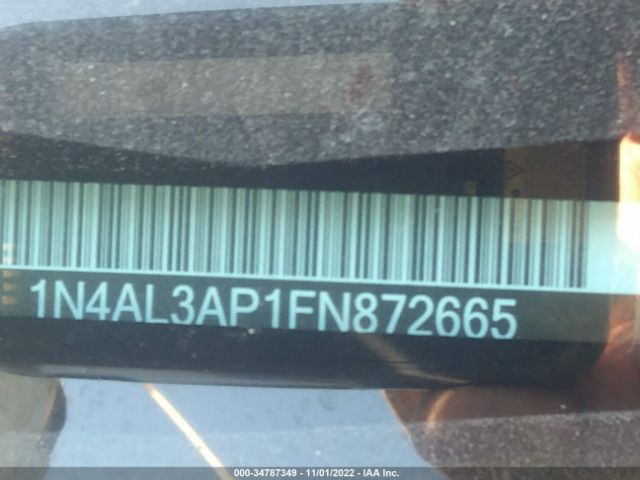 1N4AL3AP1FN872665
000-34787349 - 11/01/2022 - IAA Inc.